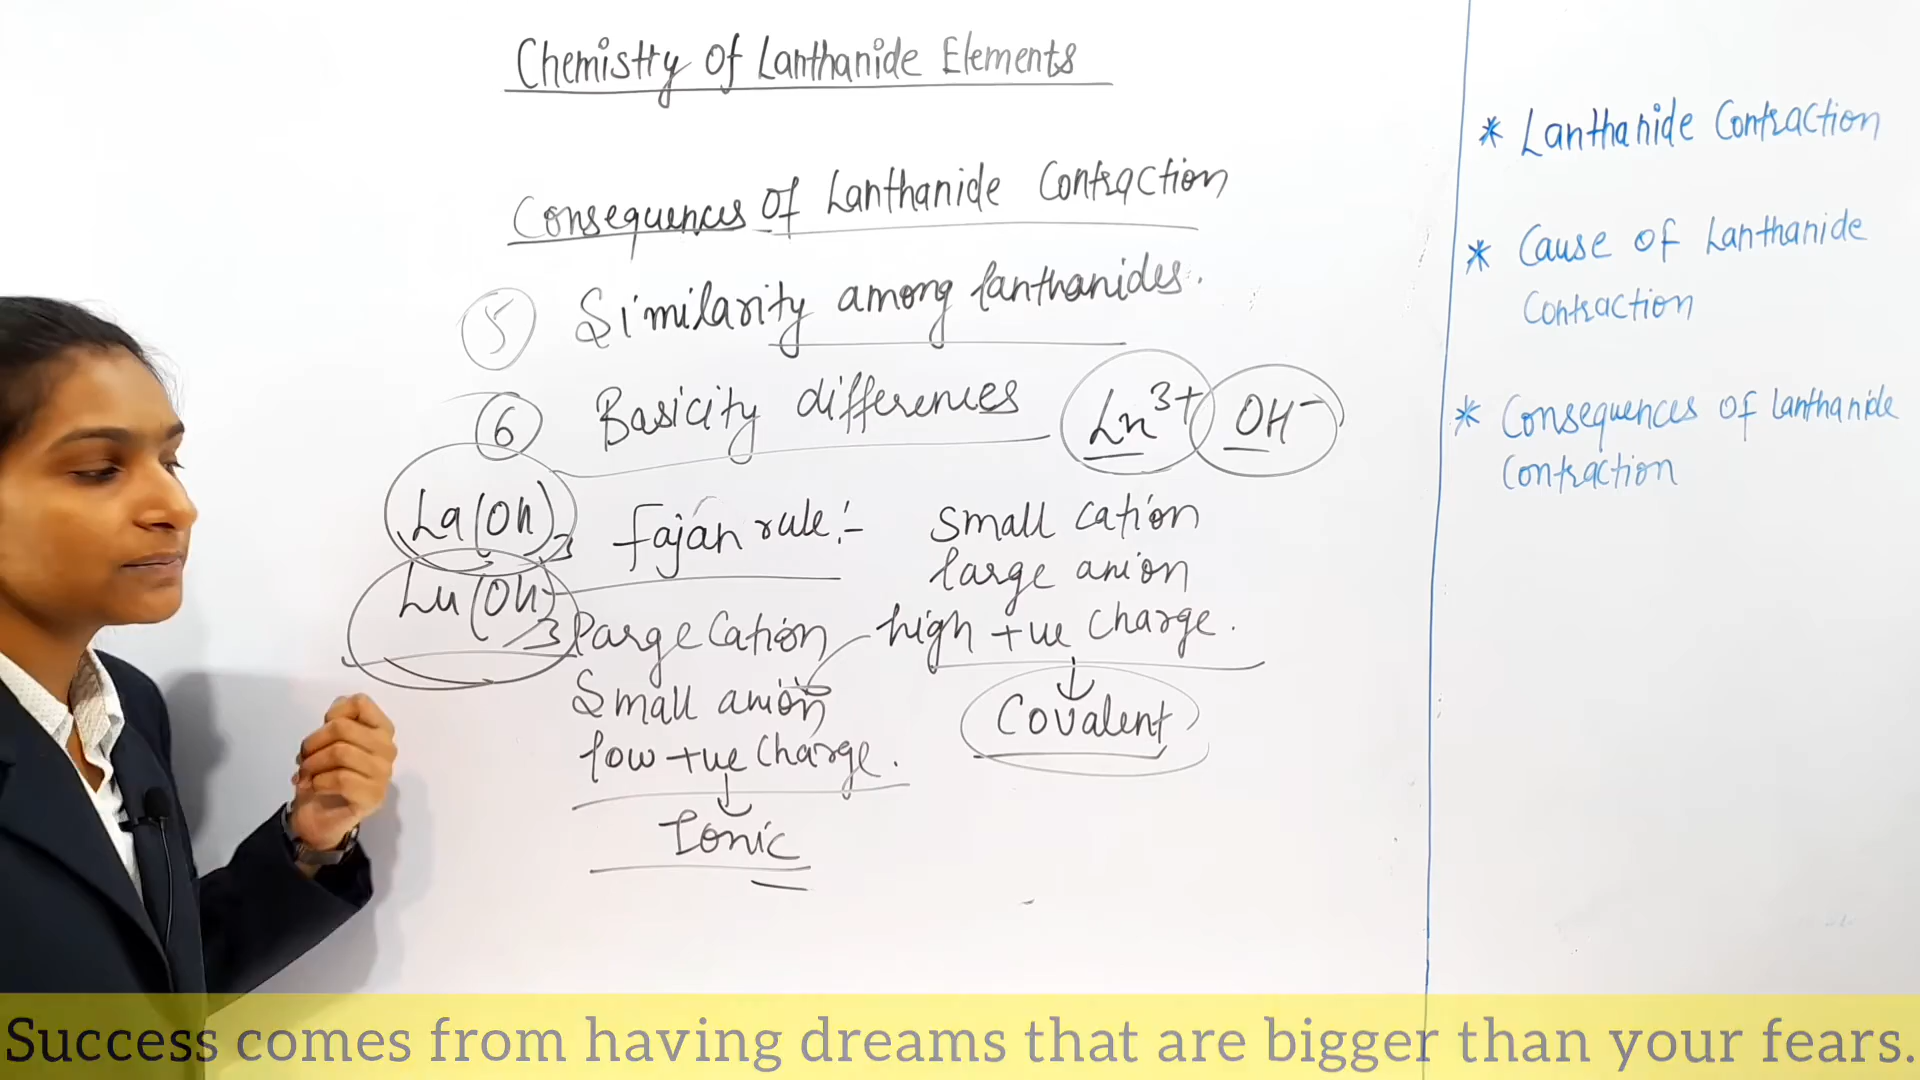 Chemistry Of Lanthanide Elements
Consequences Of Lanthanide Contraction
5 Similarity among lanthanides.
6 Basicity differences Ln³⁺ OH⁻
La(OH)₃
Lu(OH)₃
Fajan rule :-
large Cation
Small anion
low +ve charge.
Ionic
Small cation
large anion
high +ve charge.
Covalent
* Lanthanide Contraction
* Cause of Lanthanide
Contraction
* Consequences of lanthanide
Contraction
Success comes from having dreams that are bigger than your fears.